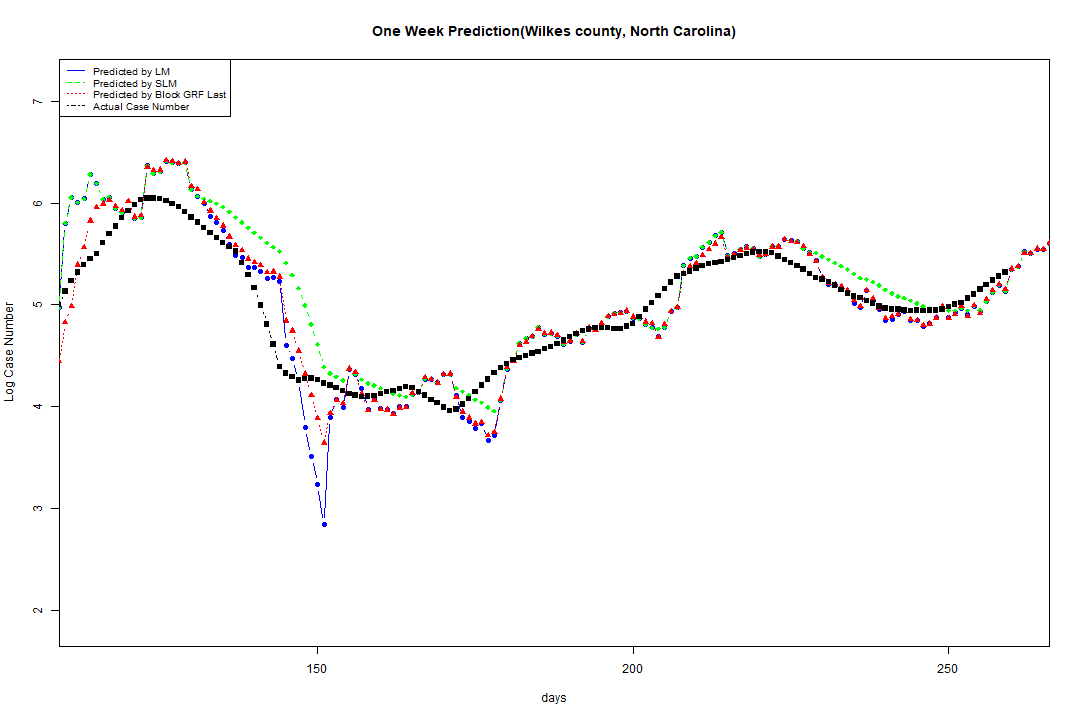 One Week Prediction(Wilkes county, North Carolina)
Predicted by LM
Predicted by SLM
Predicted by Block GRF Last
Actual Case Number
7
6
5
4
3
2
Log Case Number
150 200 250
days